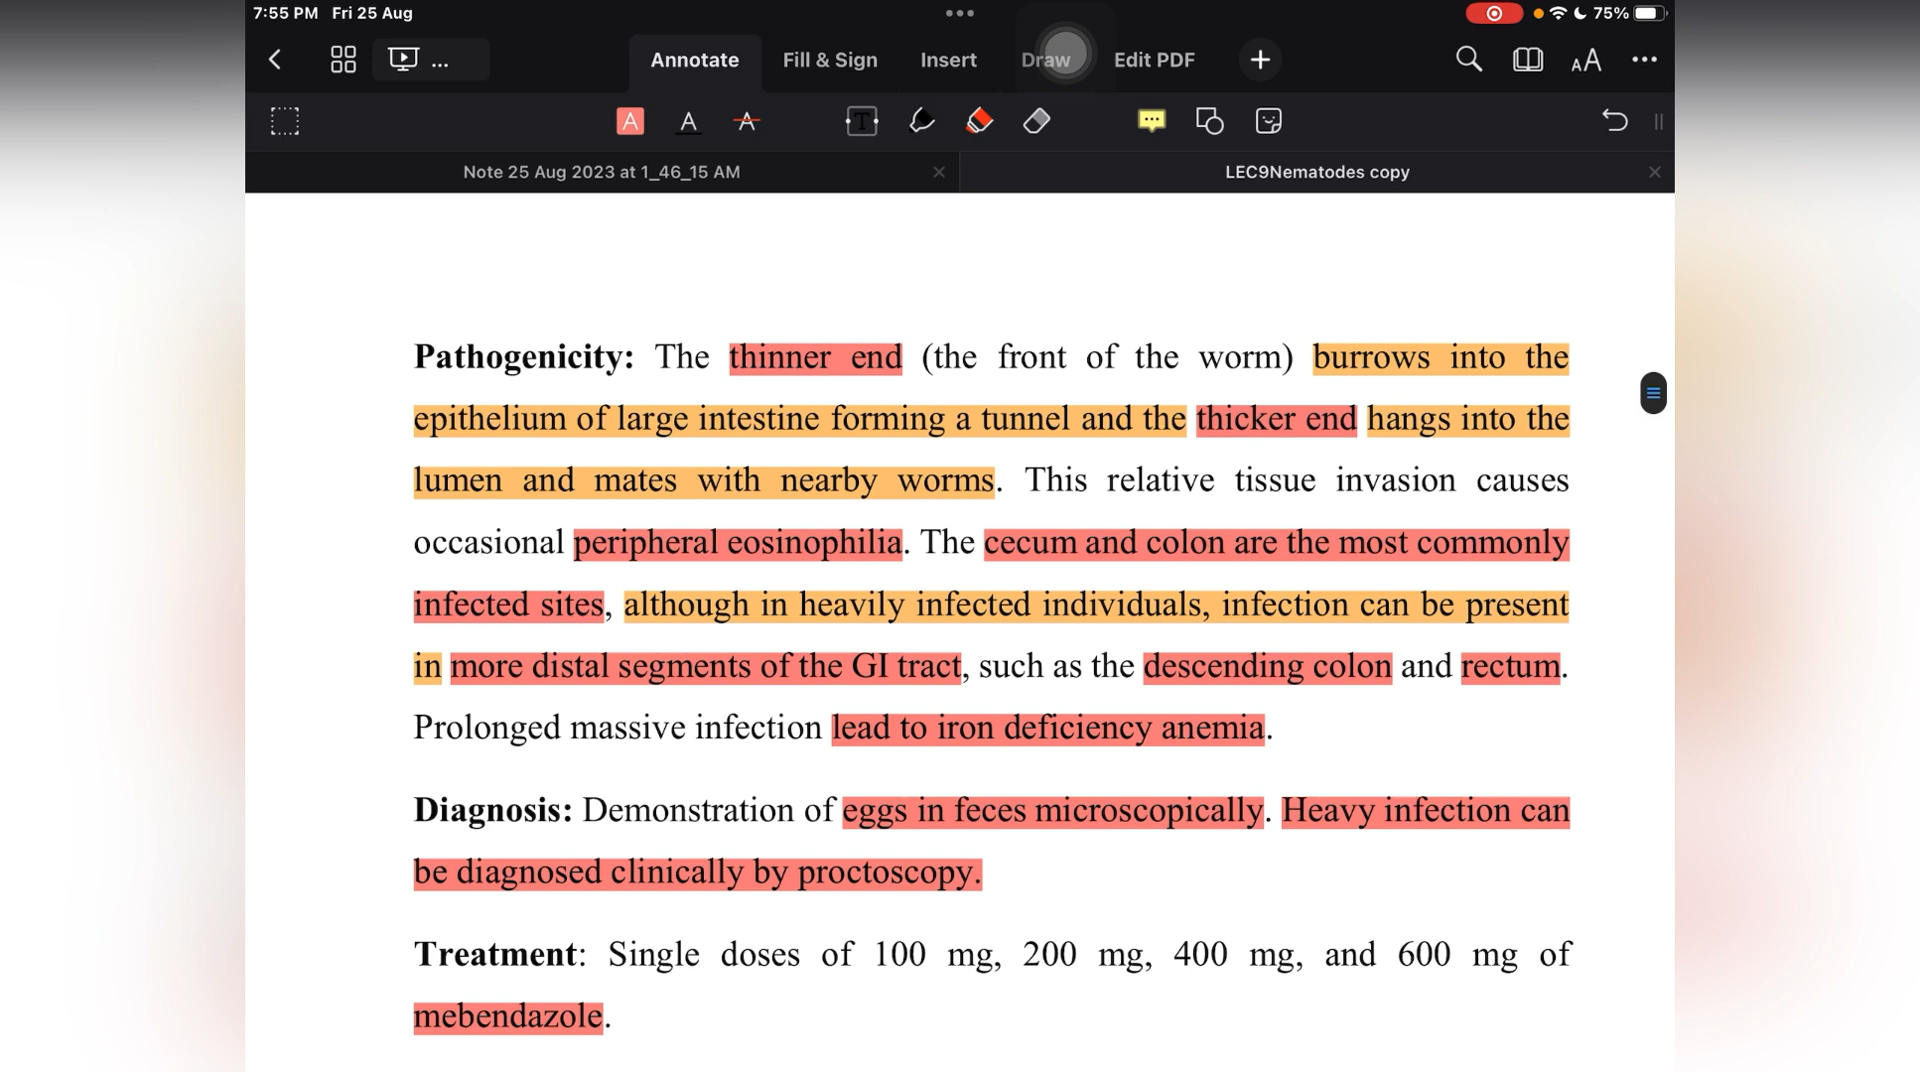 7:55 PM Fri 25 Aug
75%
...
Annotate Fill & Sign Insert Draw Edit PDF
Note 25 Aug 2023 at 1_46_15 AM
LEC9Nematodes copy
Pathogenicity: The thinner end (the front of the worm) burrows into the
epithelium of large intestine forming a tunnel and the thicker end hangs into the
lumen and mates with nearby worms. This relative tissue invasion causes
occasional peripheral eosinophilia. The cecum and colon are the most commonly
infected sites, although in heavily infected individuals, infection can be present
in more distal segments of the GI tract, such as the descending colon and rectum.
Prolonged massive infection lead to iron deficiency anemia.
Diagnosis: Demonstration of eggs in feces microscopically. Heavy infection can
be diagnosed clinically by proctoscopy.
Treatment: Single doses of 100 mg, 200 mg, 400 mg, and 600 mg of
mebendazole.